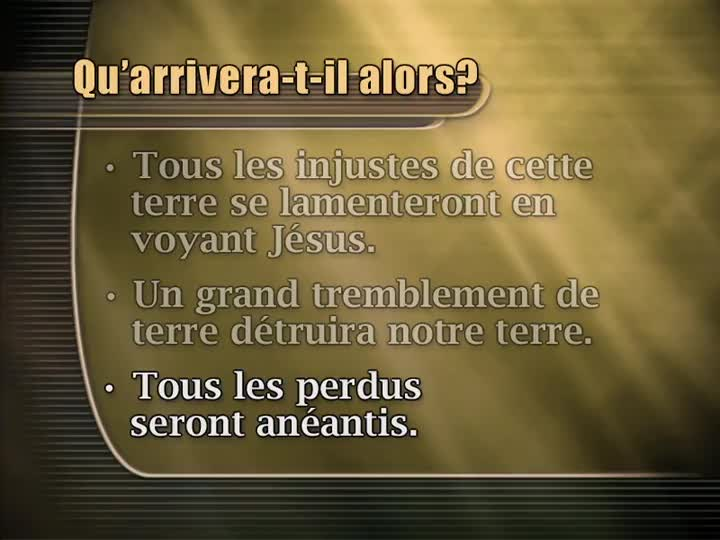 Qu’arrivera-t-il alors?
• Tous les injustes de cette
terre se lamenteront en
voyant Jésus.
• Un grand tremblement de
terre détruira notre terre.
• Tous les perdus
seront anéantis.